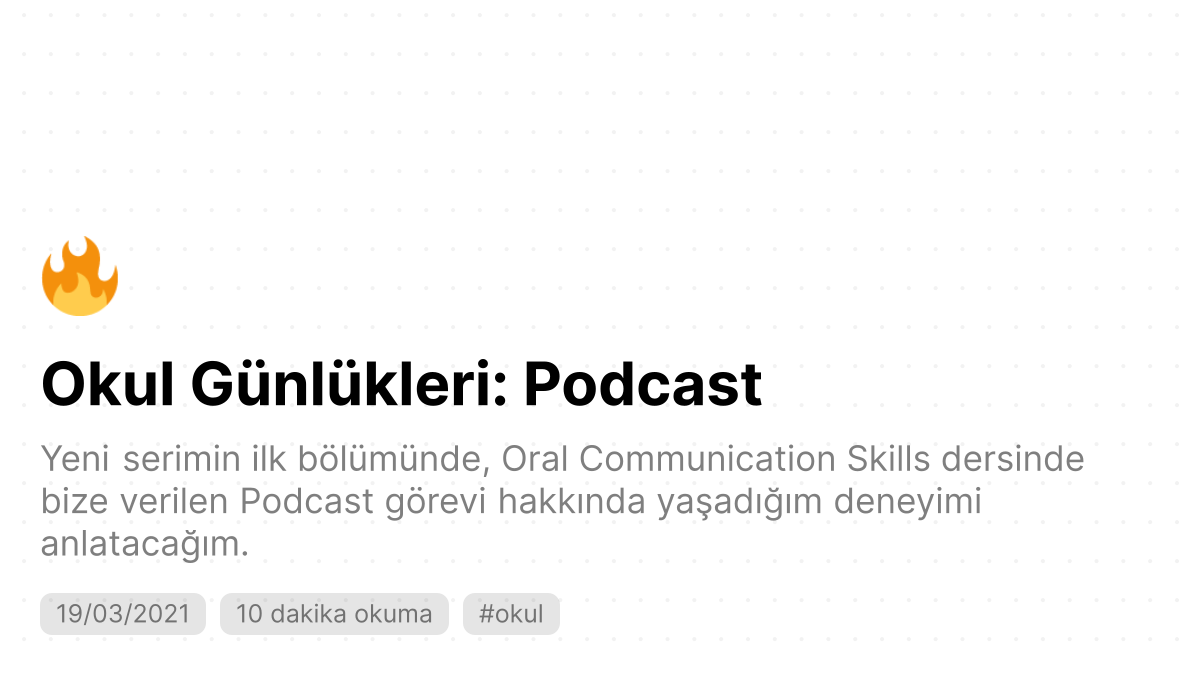 Okul Günlükleri: Podcast
Yeni serimin ilk bölümünde, Oral Communication Skills dersinde
bize verilen Podcast görevi hakkında yaşadığım deneyimi
anlatacağım.
19/03/2021 10 dakika okuma #okul